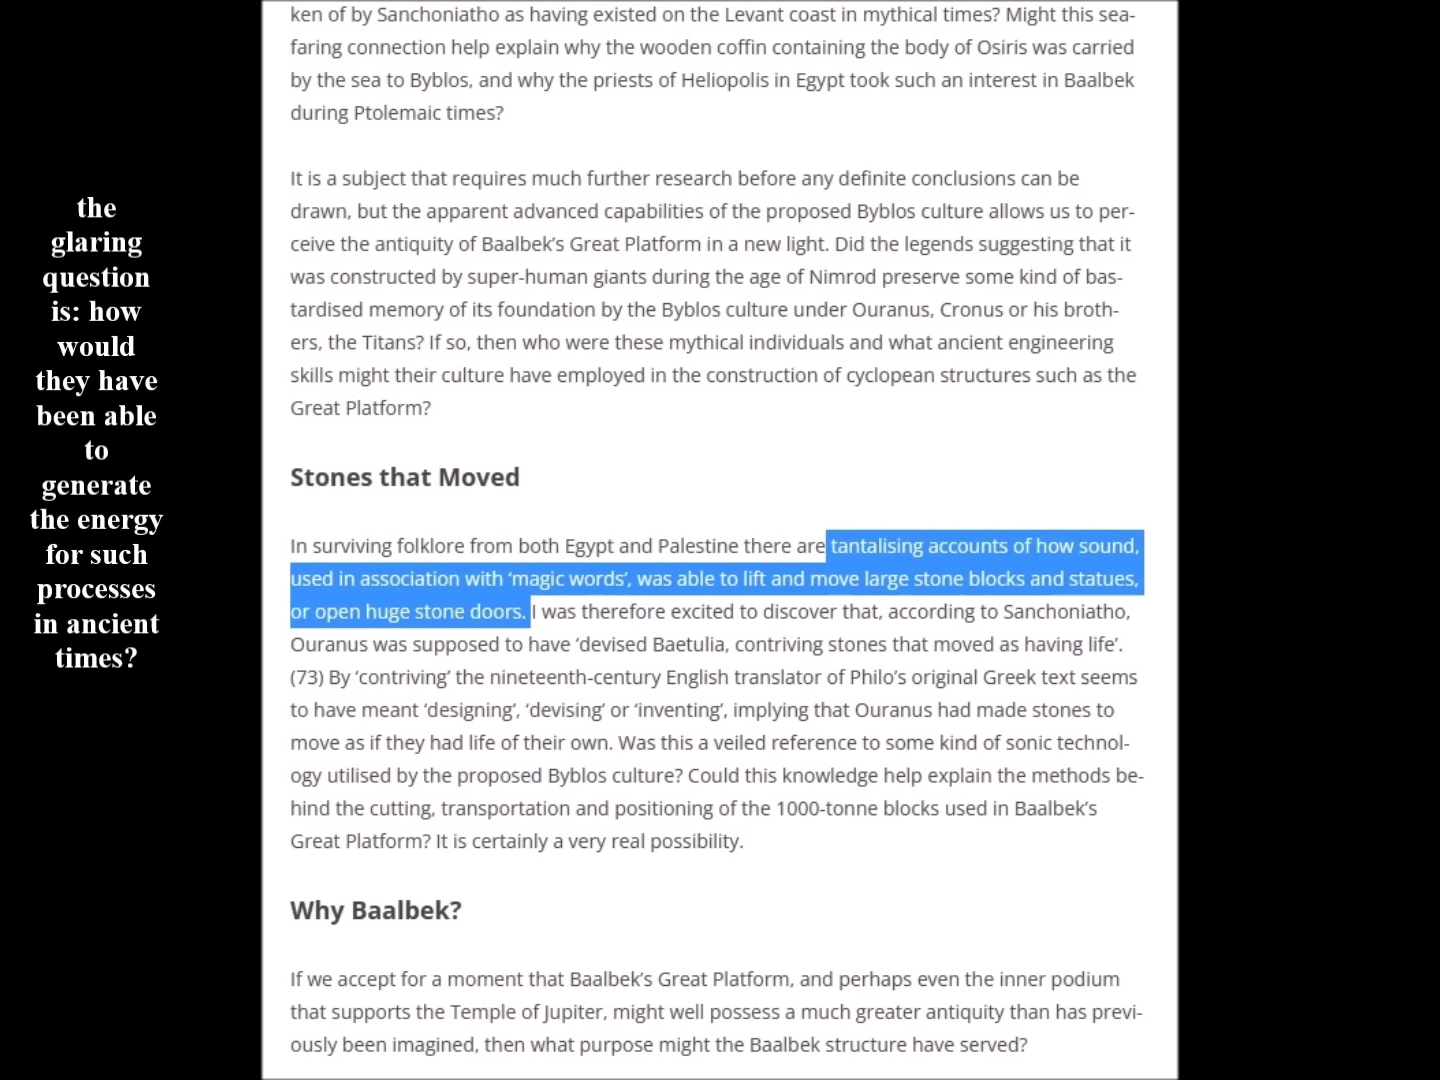 the
glaring
question
is: how
would
they have
been able
to
generate
the energy
for such
processes
in ancient
times?
ken of by Sanchoniatho as having existed on the Levant coast in mythical times? Might this sea-
faring connection help explain why the wooden coffin containing the body of Osiris was carried
by the sea to Byblos, and why the priests of Heliopolis in Egypt took such an interest in Baalbek
during Ptolemaic times?
It is a subject that requires much further research before any definite conclusions can be
drawn, but the apparent advanced capabilities of the proposed Byblos culture allows us to per-
ceive the antiquity of Baalbek’s Great Platform in a new light. Did the legends suggesting that it
was constructed by super-human giants during the age of Nimrod preserve some kind of bas-
tardised memory of its foundation by the Byblos culture under Ouranus, Cronus or his broth-
ers, the Titans? If so, then who were these mythical individuals and what ancient engineering
skills might their culture have employed in the construction of cyclopean structures such as the
Great Platform?
Stones that Moved
In surviving folklore from both Egypt and Palestine there are tantalising accounts of how sound,
used in association with ‘magic words’, was able to lift and move large stone blocks and statues,
or open huge stone doors. I was therefore excited to discover that, according to Sanchoniatho,
Ouranus was supposed to have ‘devised Baetulia, contriving stones that moved as having life’.
(73) By ‘contriving’ the nineteenth-century English translator of Philo’s original Greek text seems
to have meant ‘designing’, ‘devising’ or ‘inventing’, implying that Ouranus had made stones to
move as if they had life of their own. Was this a veiled reference to some kind of sonic technol-
ogy utilised by the proposed Byblos culture? Could this knowledge help explain the methods be-
hind the cutting, transportation and positioning of the 1000-tonne blocks used in Baalbek’s
Great Platform? It is certainly a very real possibility.
Why Baalbek?
If we accept for a moment that Baalbek’s Great Platform, and perhaps even the inner podium
that supports the Temple of Jupiter, might well possess a much greater antiquity than has previ-
ously been imagined, then what purpose might the Baalbek structure have served?